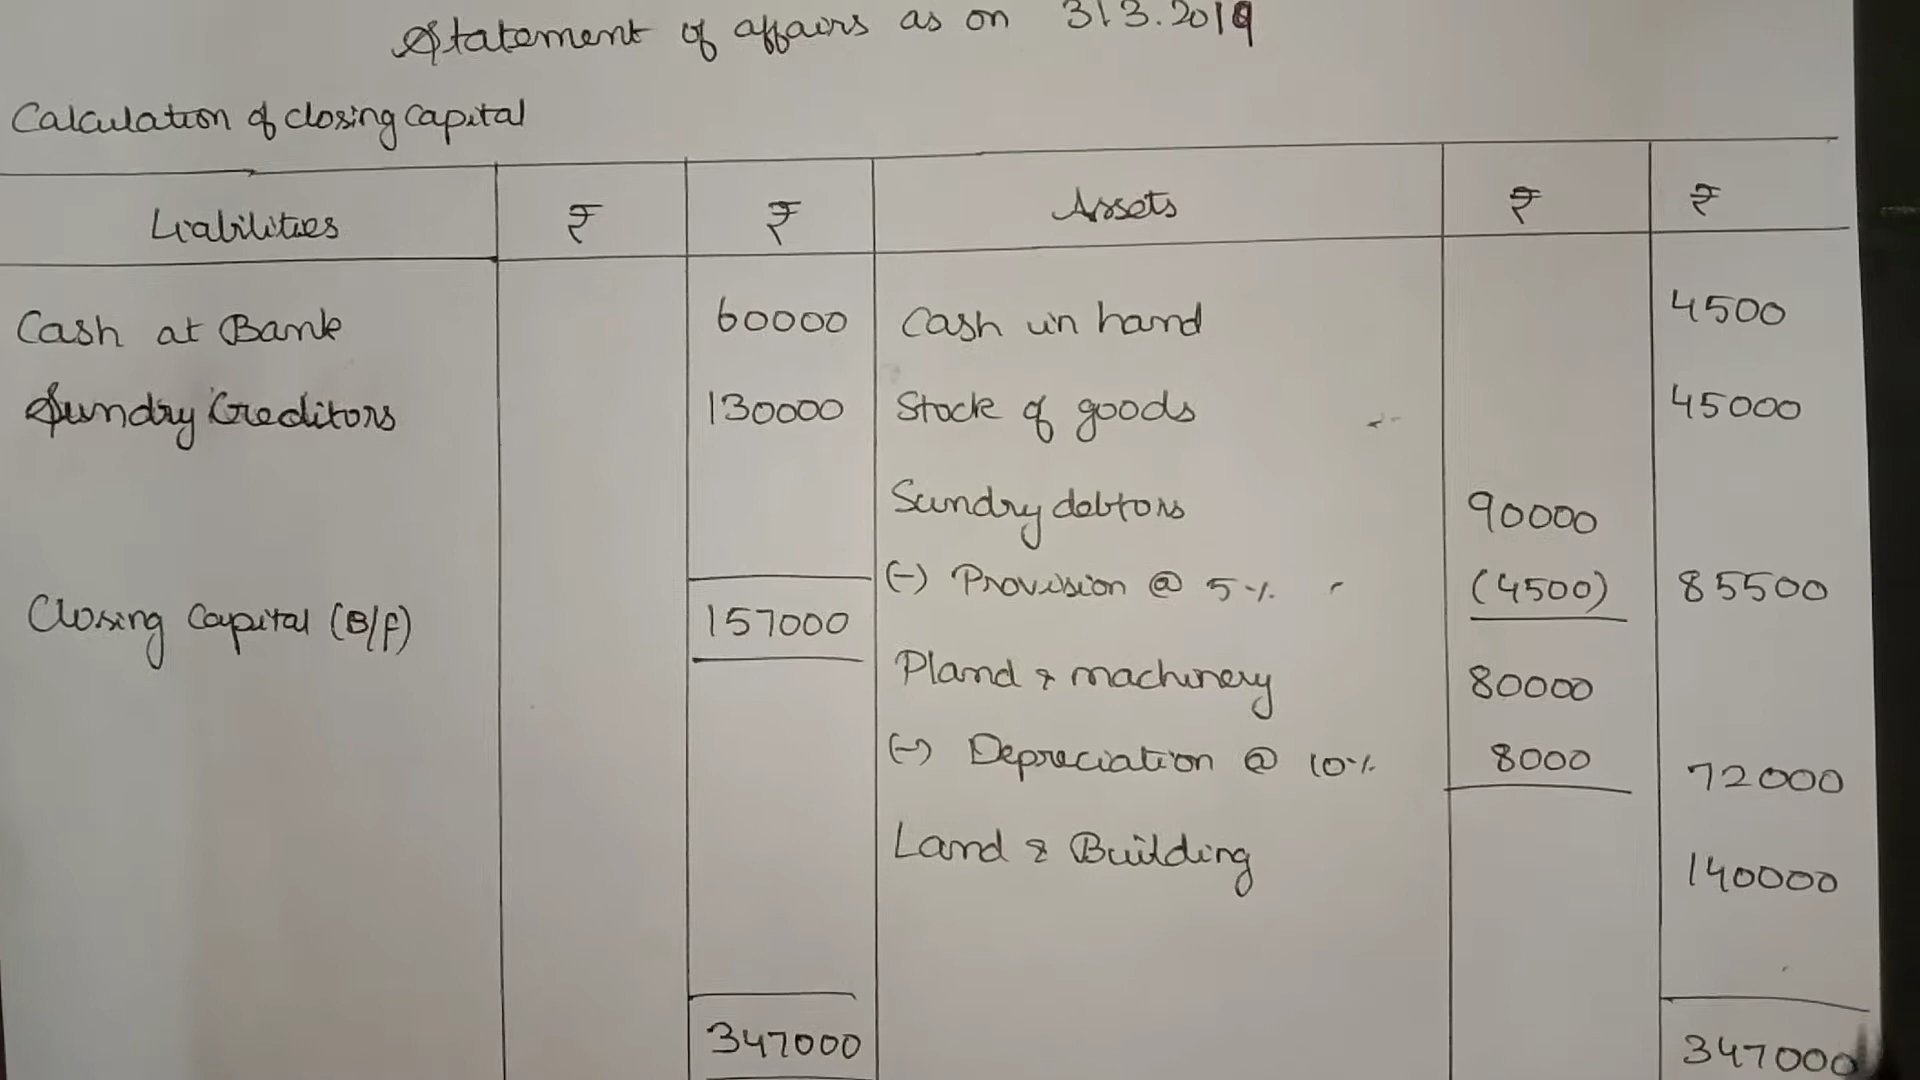 Statement of affairs as on 31.3.2019
Calculation of closing capital
Liabilities ₹ ₹ Assets ₹ ₹
Cash at Bank 60000 Cash in hand 4500
Sundry Creditors 130000 Stock of goods 45000
Sundry debtors 90000
(-) Provision @ 5% (4500) 85500
Closing Capital (B/f) 157000
Pland & machinery 80000
(-) Depreciation @ 10% 8000 72000
Land & Building 140000
347000 347000